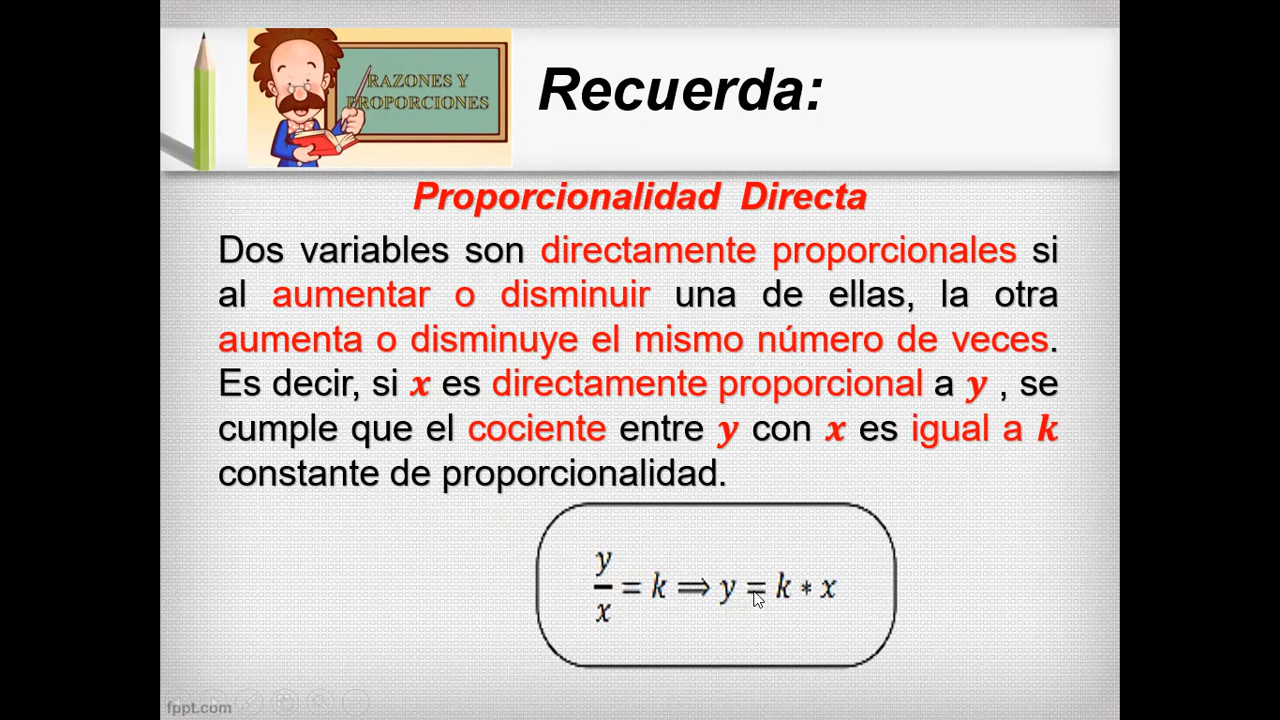 RAZONES Y
PROPORCIONES
Recuerda:
Proporcionalidad Directa
Dos variables son directamente proporcionales si
al aumentar o disminuir una de ellas, la otra
aumenta o disminuye el mismo número de veces.
Es decir, si x es directamente proporcional a y , se
cumple que el cociente entre y con x es igual a k
constante de proporcionalidad.
y/x = k ⟹ y = k * x
fppt.com